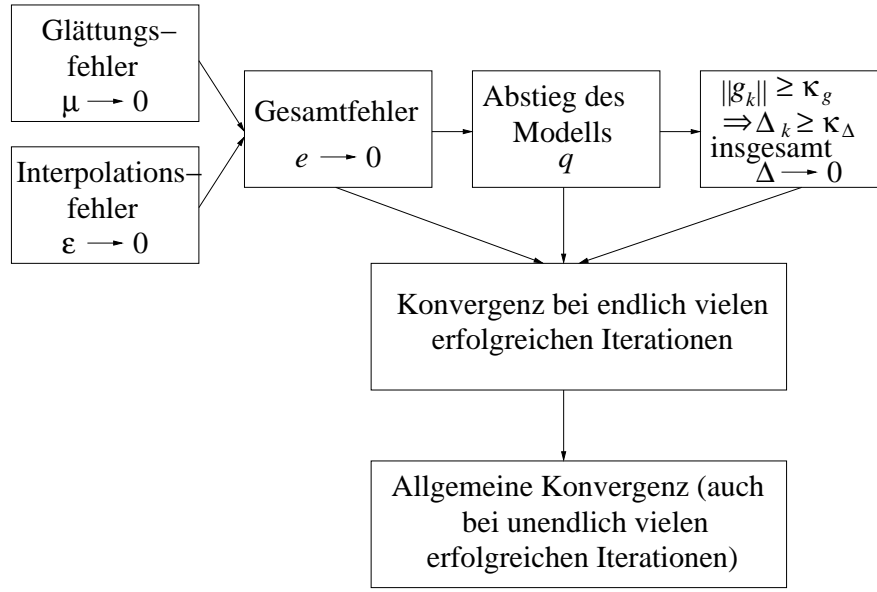 Glättungs–
fehler
μ → 0
Interpolations–
fehler
ε → 0
Gesamtfehler
e → 0
Abstieg des
Modells
q
||g_k|| ≥ κ_g
⇒ Δ_k ≥ κ_Δ
insgesamt
Δ → 0
Konvergenz bei endlich vielen
erfolgreichen Iterationen
Allgemeine Konvergenz (auch
bei unendlich vielen
erfolgreichen Iterationen)